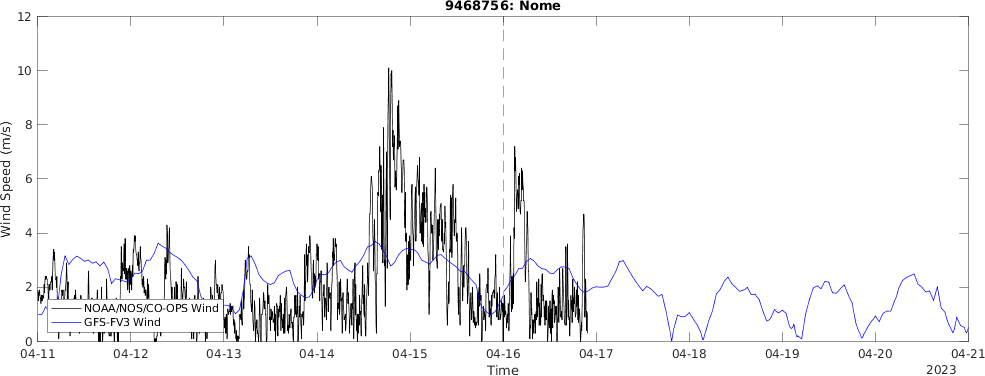 9468756: Nome
12
10
8
6
4
2
0
Wind Speed (m/s)
NOAA/NOS/CO-OPS Wind
GFS-FV3 Wind
04-11 04-12 04-13 04-14 04-15 04-16 04-17 04-18 04-19 04-20 04-21
Time
2023